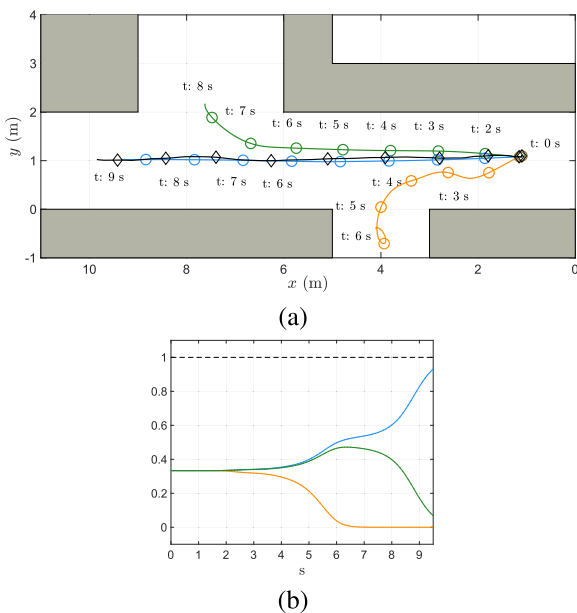 4
3
2
1
0
-1
y (m)
t: 8 s
t: 7 s
t: 6 s
t: 5 s
t: 4 s
t: 3 s
t: 2 s
t: 0 s
t: 9 s
t: 8 s
t: 7 s
t: 6 s
t: 4 s
t: 3 s
t: 5 s
t: 6 s
10 8 6 4 2 0
x (m)
(a)
1
0.8
0.6
0.4
0.2
0
0 1 2 3 4 5 6 7 8 9
s
(b)